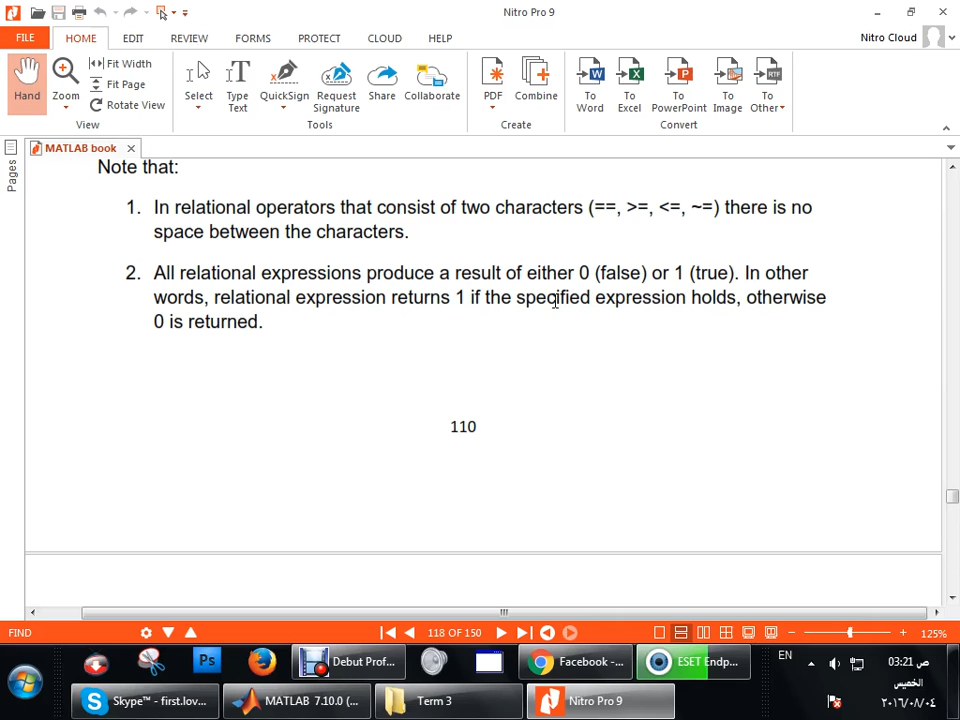 Nitro Pro 9
FILE HOME EDIT REVIEW FORMS PROTECT CLOUD HELP Nitro Cloud
Hand Zoom Fit Width Fit Page Rotate View View
Select Type Text QuickSign Request Signature Share Collaborate Tools
PDF Combine Create
To Word To Excel To PowerPoint To Image To Other Convert
Pages MATLAB book
Note that:
1. In relational operators that consist of two characters (==, >=, <=, ~=) there is no
space between the characters.
2. All relational expressions produce a result of either 0 (false) or 1 (true). In other
words, relational expression returns 1 if the specified expression holds, otherwise
0 is returned.
110
FIND 118 OF 150 125%
Ps Debut Prof... Facebook -... ESET Endp... EN 03:21 ص
الخميس
Skype™ - first.lov... MATLAB 7.10.0 (... Term 3 Nitro Pro 9 ٢٠١٦/٠٨/٠٤